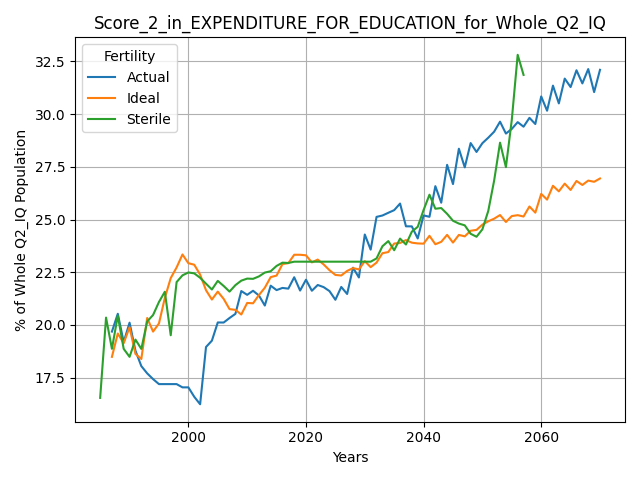 Score_2_in_EXPENDITURE_FOR_EDUCATION_for_Whole_Q2_IQ
Fertility
Actual
Ideal
Sterile
% of Whole Q2_IQ Population
32.5
30.0
27.5
25.0
22.5
20.0
17.5
2000
2020
2040
2060
Years